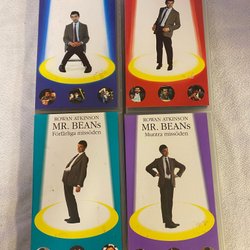 ROWAN ATKINSON
MR. BEANs
Förfärliga missöden
ROWAN ATKINSON
MR. BEANs
Muntra missöden